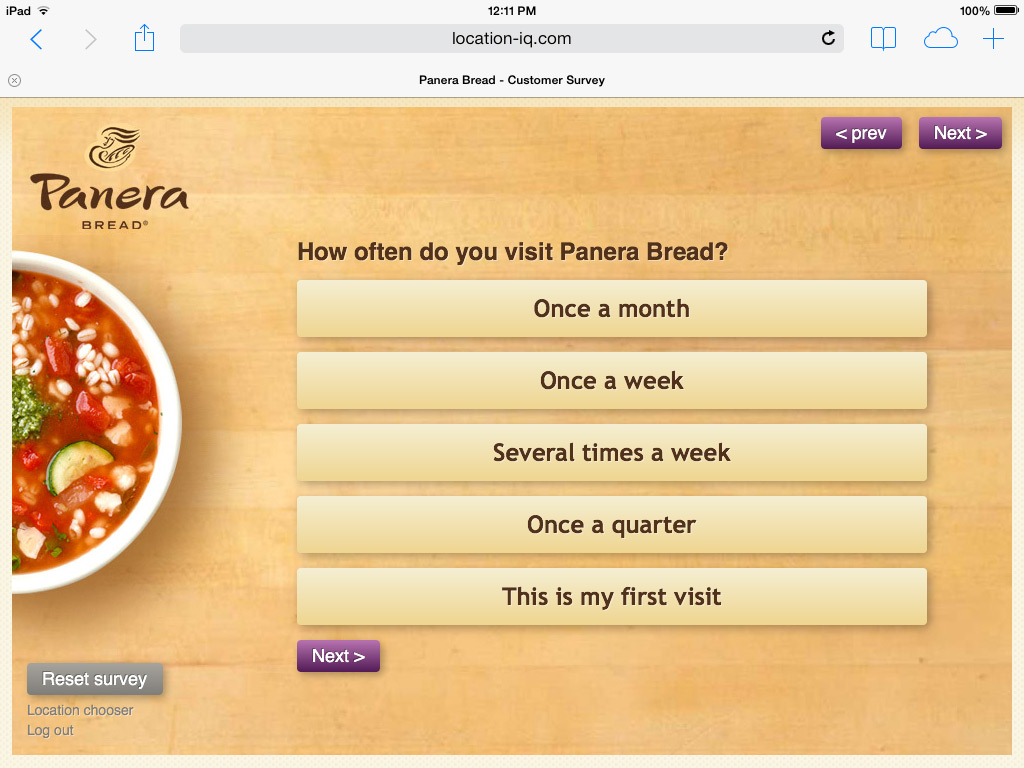 iPad 12:11 PM 100%
location-iq.com
Panera Bread - Customer Survey
< prev Next >
Panera
BREAD®
How often do you visit Panera Bread?
Once a month
Once a week
Several times a week
Once a quarter
This is my first visit
Next >
Reset survey
Location chooser
Log out